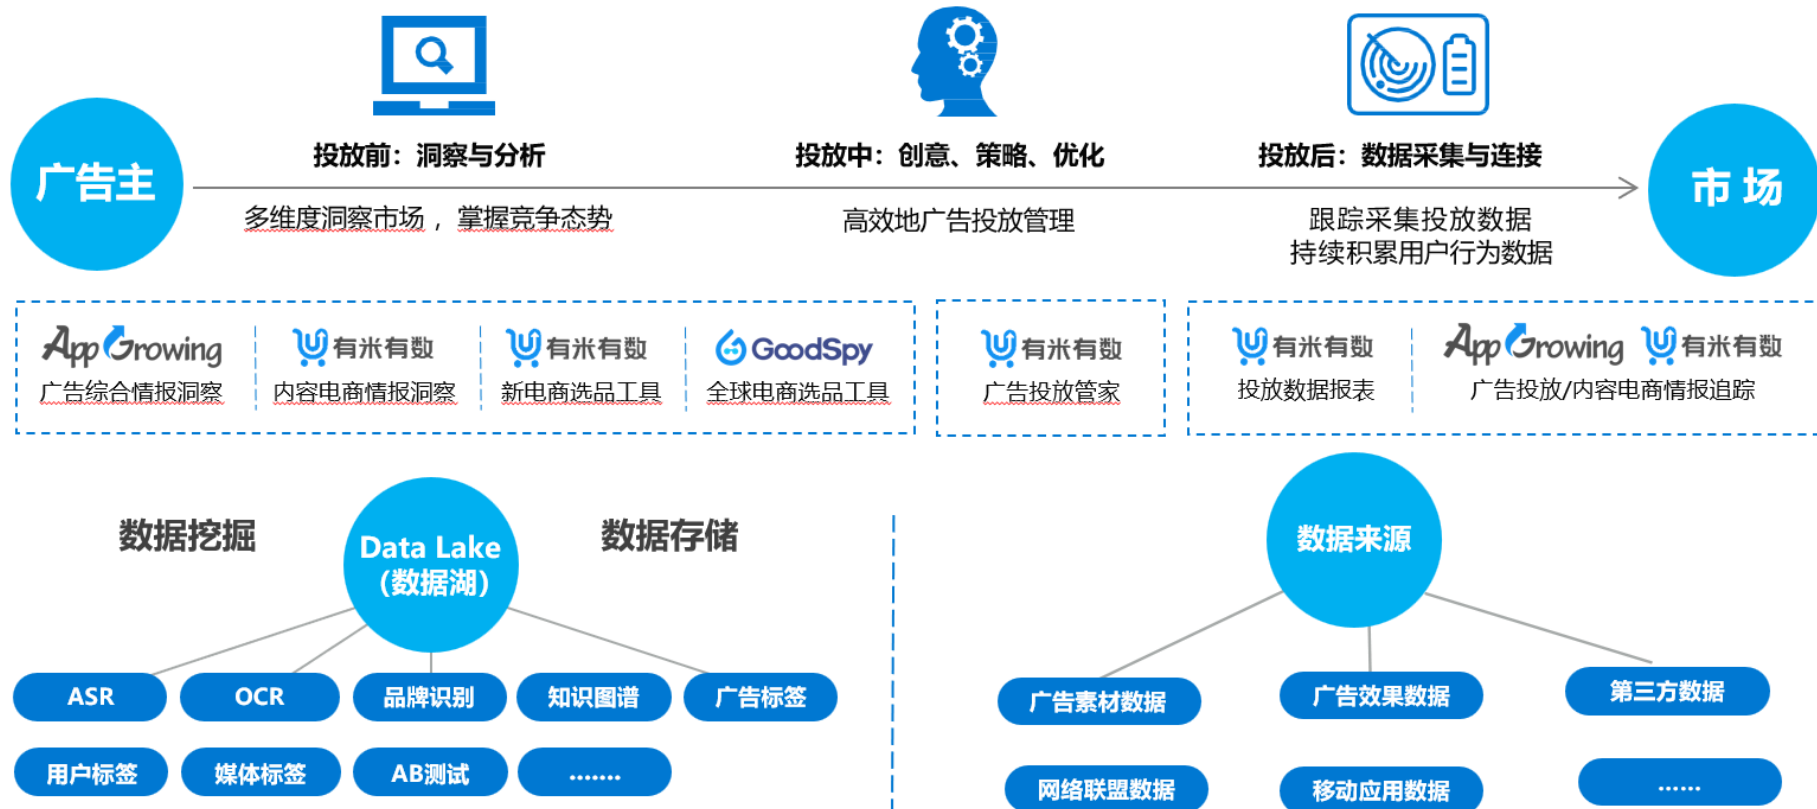 广告主
投放前：洞察与分析
投放中：创意、策略、优化
投放后：数据采集与连接
市 场
多维度洞察市场，掌握竞争态势
高效地广告投放管理
跟踪采集投放数据
持续积累用户行为数据
App Growing
广告综合情报洞察
有米有数
内容电商情报洞察
有米有数
新电商选品工具
GoodSpy
全球电商选品工具
有米有数
广告投放管家
有米有数
投放数据报表
App Growing 有米有数
广告投放/内容电商情报追踪
数据挖掘
Data Lake
（数据湖）
数据存储
ASR
OCR
品牌识别
知识图谱
广告标签
用户标签
媒体标签
AB测试
.......
数据来源
广告素材数据
广告效果数据
第三方数据
网络联盟数据
移动应用数据
......